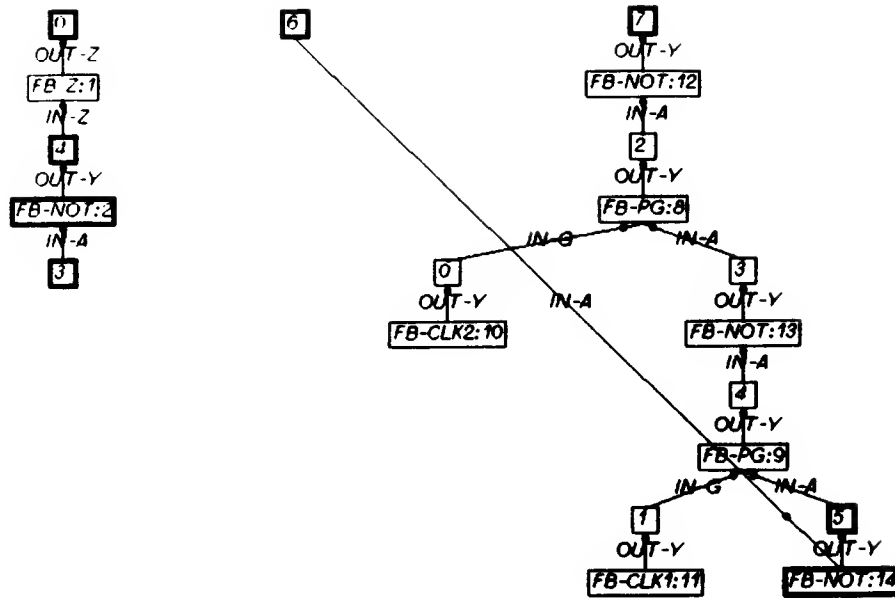 0 6 7
OUT-Z OUT-Y
FB Z:1 FB-NOT:12
IN-Z IN-A
4 2
OUT-Y OUT-Y
FB-NOT:2 FB-PG:8
IN-A IN-G IN-A
3 0 3
OUT-Y IN-A OUT-Y
FB-CLK2:10 FB-NOT:13
IN-A
4
OUT-Y
FB-PG:9
IN-G IN-A
1 5
OUT-Y OUT-Y
FB-CLK1:11 FB-NOT:14